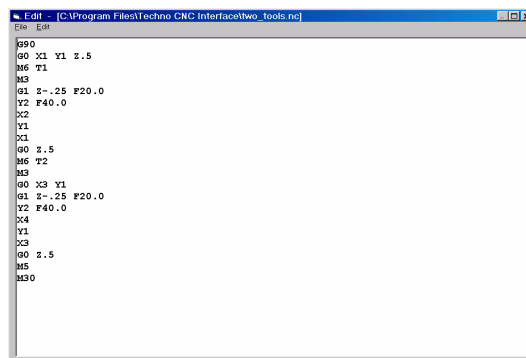 Edit - [C:\Program Files\Techno CNC Interface\two_tools.nc]
File Edit
G90
G0 X1 Y1 Z.5
M6 T1
M3
G1 Z-.25 F20.0
Y2 F40.0
X2
Y1
X1
G0 Z.5
M6 T2
M3
G0 X3 Y1
G1 Z-.25 F20.0
Y2 F40.0
X4
Y1
X3
G0 Z.5
M5
M30